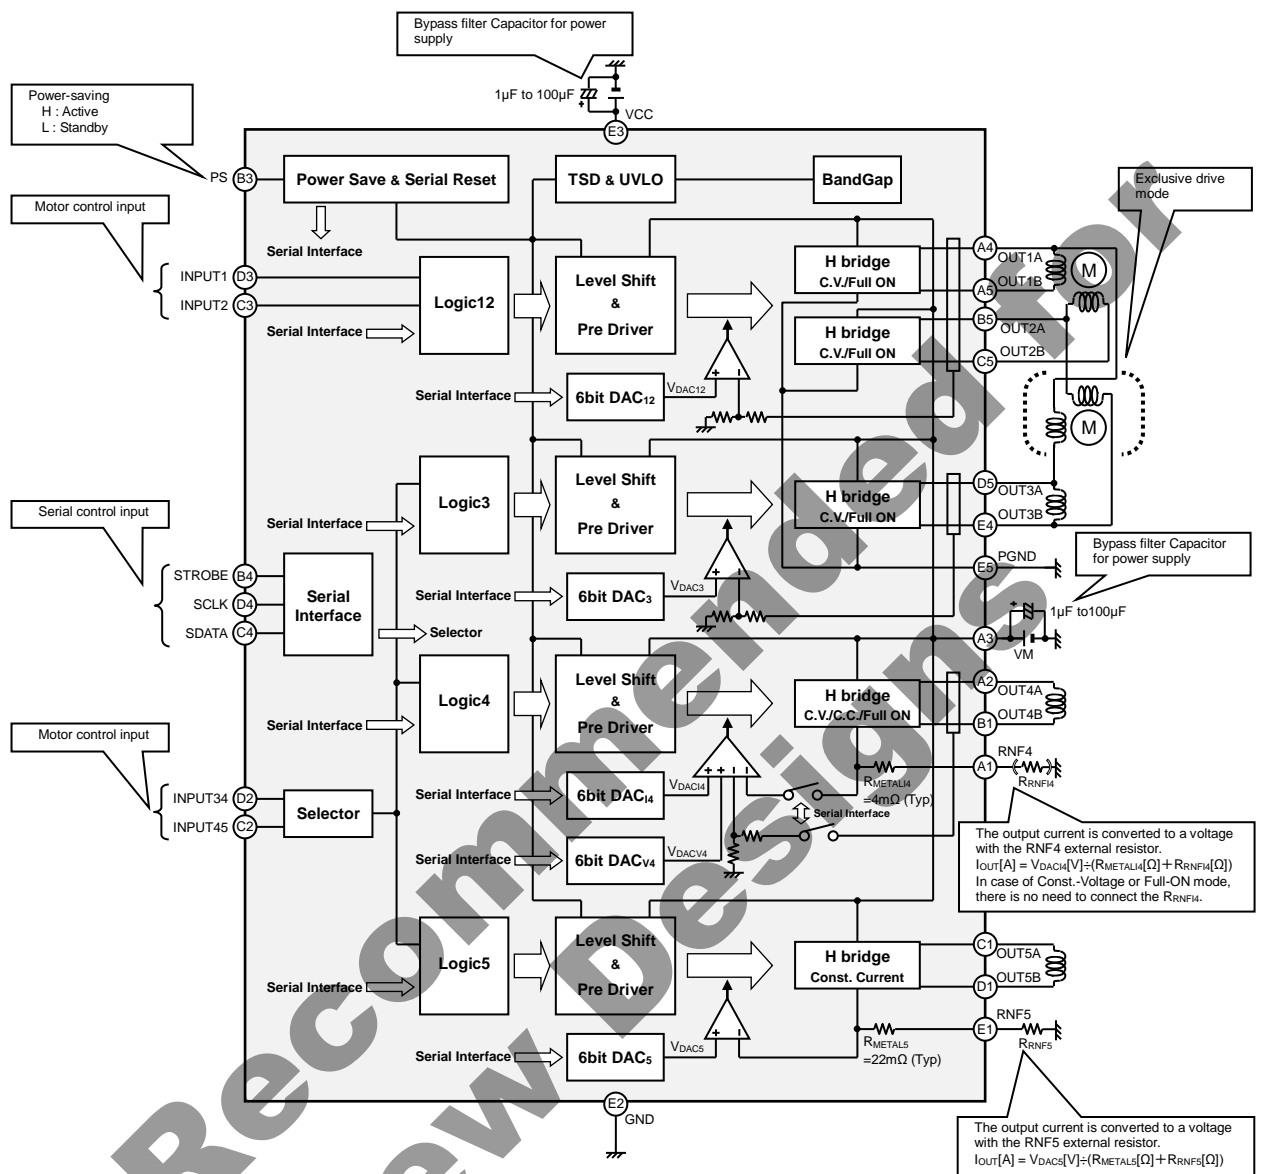 Bypass filter Capacitor for power
supply
1μF to 100μF
VCC
E3
Power-saving
H : Active
L : Standby
PS
B3
Power Save & Serial Reset
TSD & UVLO
BandGap
Exclusive drive
mode
Motor control input
Serial Interface
INPUT1
D3
INPUT2
C3
Serial Interface
Logic12
Level Shift
&
Pre Driver
H bridge
C.V./Full ON
H bridge
C.V./Full ON
A4
OUT1A
A5
OUT1B
B5
OUT2A
C5
OUT2B
M
M
Serial Interface
6bit DAC12
VDAC12
+
−
Logic3
Serial Interface
Level Shift
&
Pre Driver
H bridge
C.V./Full ON
D5
OUT3A
E4
OUT3B
Serial control input
STROBE
B4
SCLK
D4
SDATA
C4
Serial
Interface
Selector
Serial Interface
6bit DAC3
VDAC3
+
−
E5
PGND
Bypass filter Capacitor
for power supply
+
1μF to100μF
A3
VM
Logic4
Serial Interface
Level Shift
&
Pre Driver
H bridge
C.V./C.C./Full ON
A2
OUT4A
B1
OUT4B
Motor control input
INPUT34
D2
INPUT45
C2
Selector
Serial Interface
6bit DACI4
VDACI4
+ + − −
RMETALI4
=4mΩ (Typ)
A1
RNF4
RRNFI4
Serial Interface
Serial Interface
6bit DACV4
VDACV4
The output current is converted to a voltage
with the RNF4 external resistor.
IOUT[A] = VDACI4[V]÷(RMETALI4[Ω]+RRNFI4[Ω])
In case of Const.-Voltage or Full-ON mode,
there is no need to connect the RRNFI4.
Logic5
Serial Interface
Level Shift
&
Pre Driver
H bridge
Const. Current
C1
OUT5A
D1
OUT5B
Serial Interface
6bit DAC5
VDAC5
+
−
RMETAL5
=22mΩ (Typ)
E1
RNF5
RRNF5
E2
GND
The output current is converted to a voltage
with the RNF5 external resistor.
IOUT[A] = VDAC5[V]÷(RMETAL5[Ω]+RRNF5[Ω])
Recommended for
ew Designs